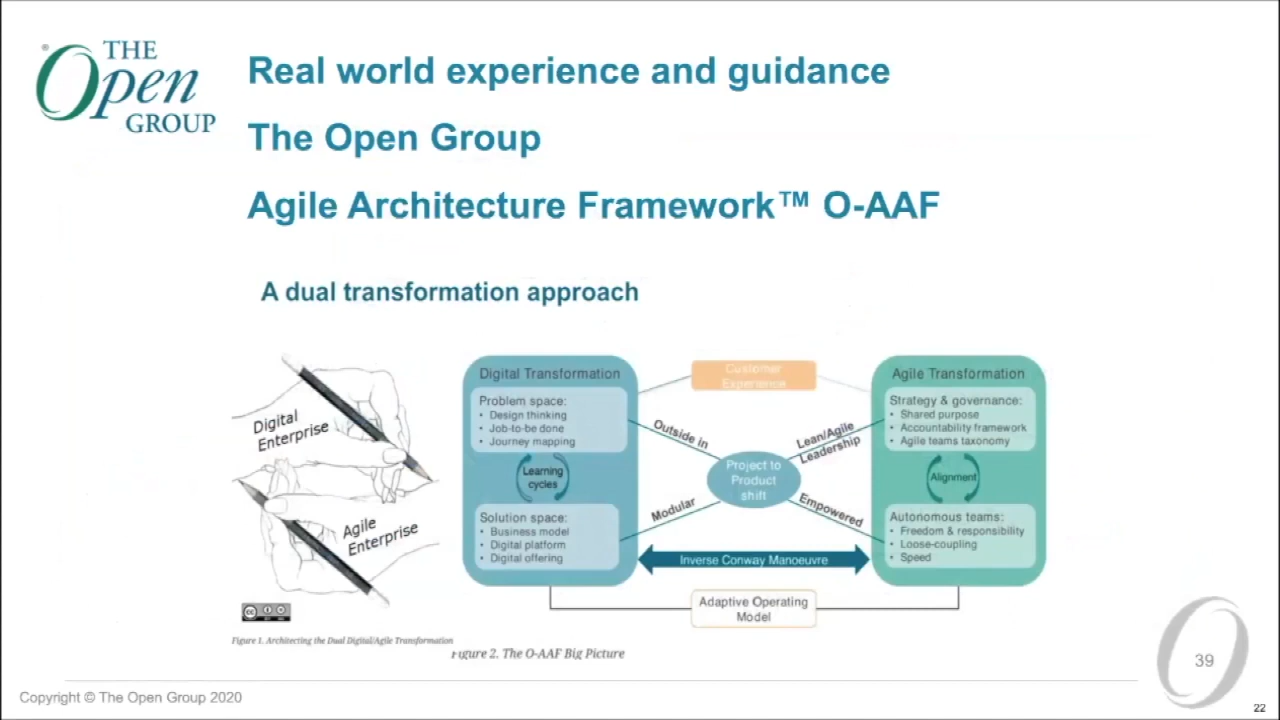 THE
Open
GROUP
®
Real world experience and guidance
The Open Group
Agile Architecture Framework™ O-AAF
A dual transformation approach
Digital
Enterprise
Agile
Enterprise
cc
Figure 1. Architecting the Dual Digital/Agile Transformation
Digital Transformation
Problem space:
• Design thinking
• Job-to-be done
• Journey mapping
Learning
cycles
Solution space:
• Business model
• Digital platform
• Digital offering
Customer
Experience
Outside in
Lean/Agile
Leadership
Project to
Product
shift
Modular
Empowered
Inverse Conway Manoeuvre
Adaptive Operating
Model
Agile Transformation
Strategy & governance:
• Shared purpose
• Accountability framework
• Agile teams taxonomy
Alignment
Autonomous teams:
• Freedom & responsibility
• Loose-coupling
• Speed
Figure 2. The O-AAF Big Picture
39
Copyright © The Open Group 2020
22